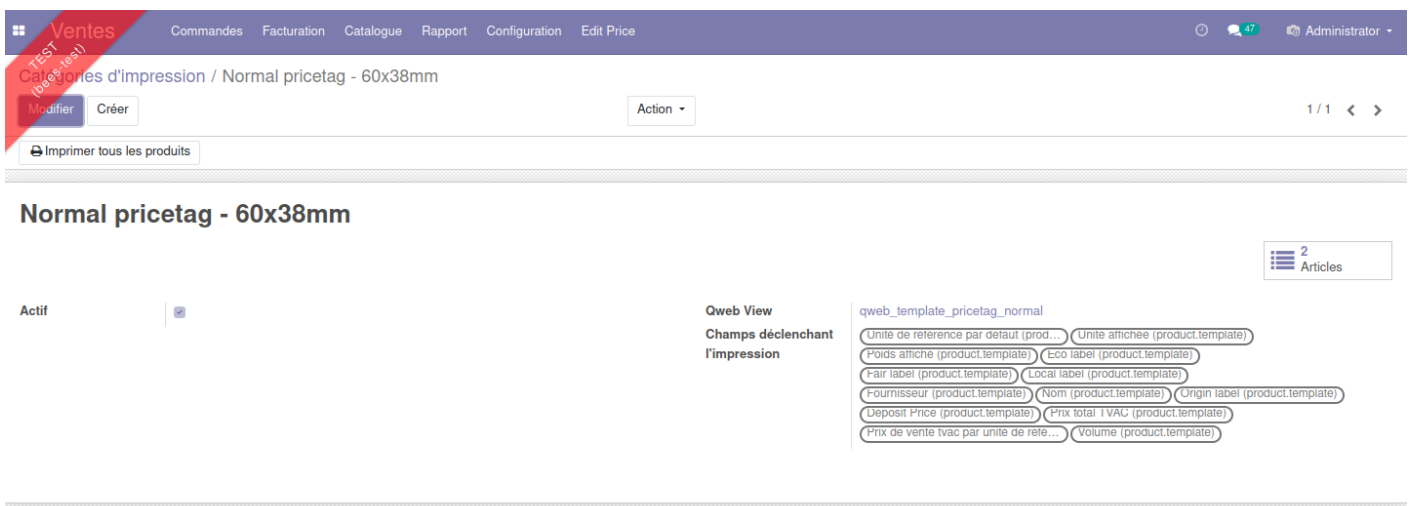 Ventes Commandes Facturation Catalogue Rapport Configuration Edit Price 47 Administrator
TEST
(bees-test)
Catégories d'impression / Normal pricetag - 60x38mm
Modifier Créer Action 1 / 1
Imprimer tous les produits
Normal pricetag - 60x38mm
2
Articles
Actif Qweb View qweb_template_pricetag_normal
Champs déclenchant l'impression
Unité de référence par défaut (prod... Unité affichée (product.template)
Poids affiché (product.template) Eco label (product.template)
Fair label (product.template) Local label (product.template)
Fournisseur (product.template) Nom (product.template) Origin label (product.template)
Deposit Price (product.template) Prix total TVAC (product.template)
Prix de vente tvac par unité de réfé... Volume (product.template)